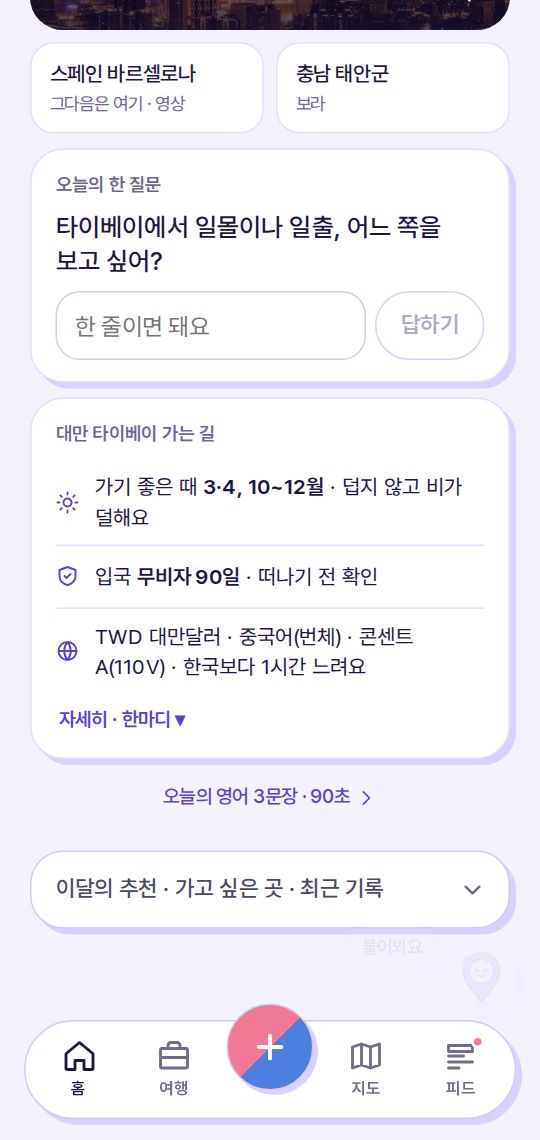 스페인 바르셀로나
그다음은 여기 · 영상
충남 태안군
보라
오늘의 한 질문
타이베이에서 일몰이나 일출, 어느 쪽을
보고 싶어?
한 줄이면 돼요
답하기
대만 타이베이 가는 길
가기 좋은 때 3·4, 10~12월 · 덥지 않고 비가
덜해요
입국 무비자 90일 · 떠나기 전 확인
TWD 대만달러 · 중국어(번체) · 콘센트
A(110V) · 한국보다 1시간 느려요
자세히 · 한마디 ▾
오늘의 영어 3문장 · 90초
이달의 추천 · 가고 싶은 곳 · 최근 기록
물어봐요
홈
여행
지도
피드